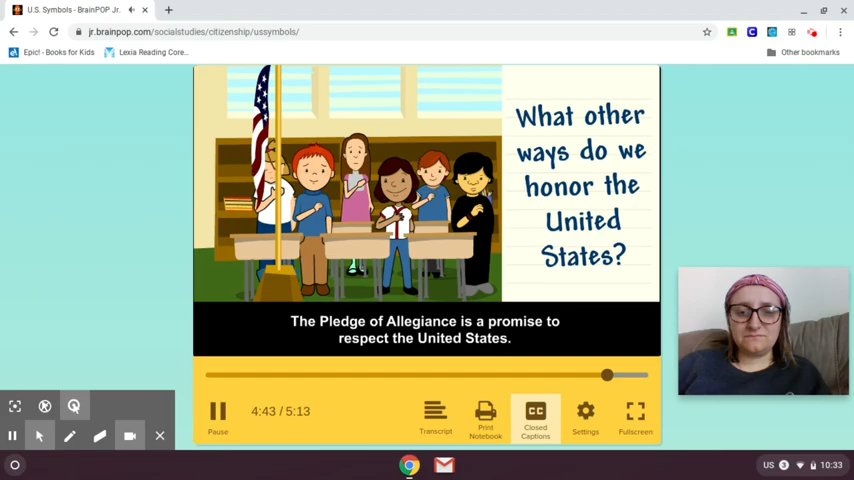 U.S. Symbols - BrainPOP Jr.
jr.brainpop.com/socialstudies/citizenship/ussymbols/
Epic! - Books for Kids
Lexia Reading Core...
Other bookmarks
What other
ways do we
honor the
United
States?
The Pledge of Allegiance is a promise to
respect the United States.
4:43 / 5:13
Pause
Transcript
Print
Notebook
CC
Closed
Captions
Settings
Fullscreen
US 3 10:33